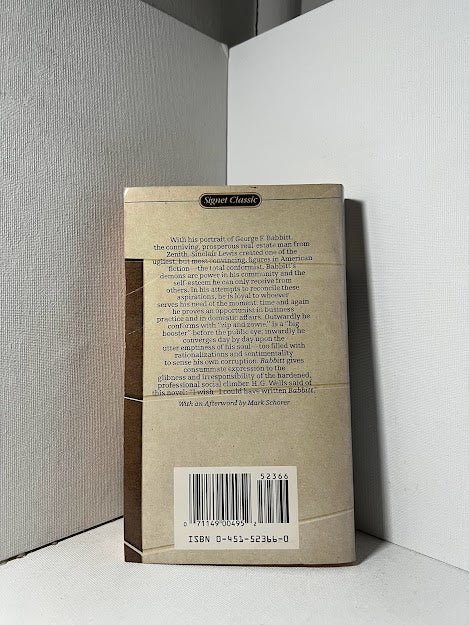 Signet Classic
With his portrait of George F. Babbitt,
the conniving, prosperous real-estate man from
Zenith, Sinclair Lewis created one of the
ugliest, but most convincing, figures in American
fiction—the total conformist. Babbitt's
demons are power in his community and the
self-esteem he can only receive from
others. In his attempts to reconcile these
aspirations, he is loyal to whoever
serves his need of the moment; time and again
he proves an opportunist in business
practice and in domestic affairs. Outwardly he
conforms with "zip and zowie," is a "big
booster" before the public eye; inwardly he
converges day by day upon the
utter emptiness of his soul—too filled with
rationalizations and sentimentality
to sense his own corruption. Babbitt gives
consummate expression to the
glibness and irresponsibility of the hardened,
professional social climber. H.G. Wells said of
this novel: "I wish I could have written Babbitt."
With an Afterword by Mark Schorer
52366
0 71149 00495 2
ISBN 0-451-52366-0